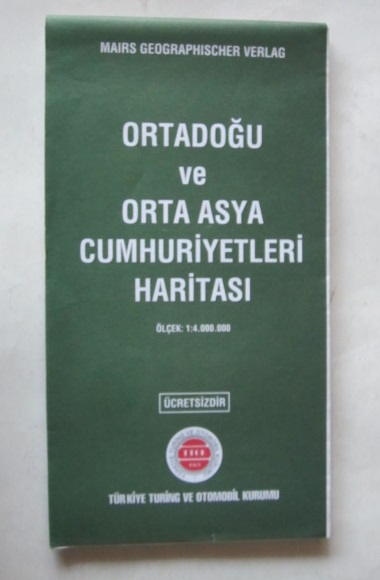 MAIRS GEOGRAPHISCHER VERLAG
ORTADOĞU
ve
ORTA ASYA
CUMHURİYETLERİ
HARİTASI
ÖLÇEK: 1:4.000.000
ÜCRETSİZDİR
TÜRKİYE TURİNG VE OTOMOBİL KURUMU